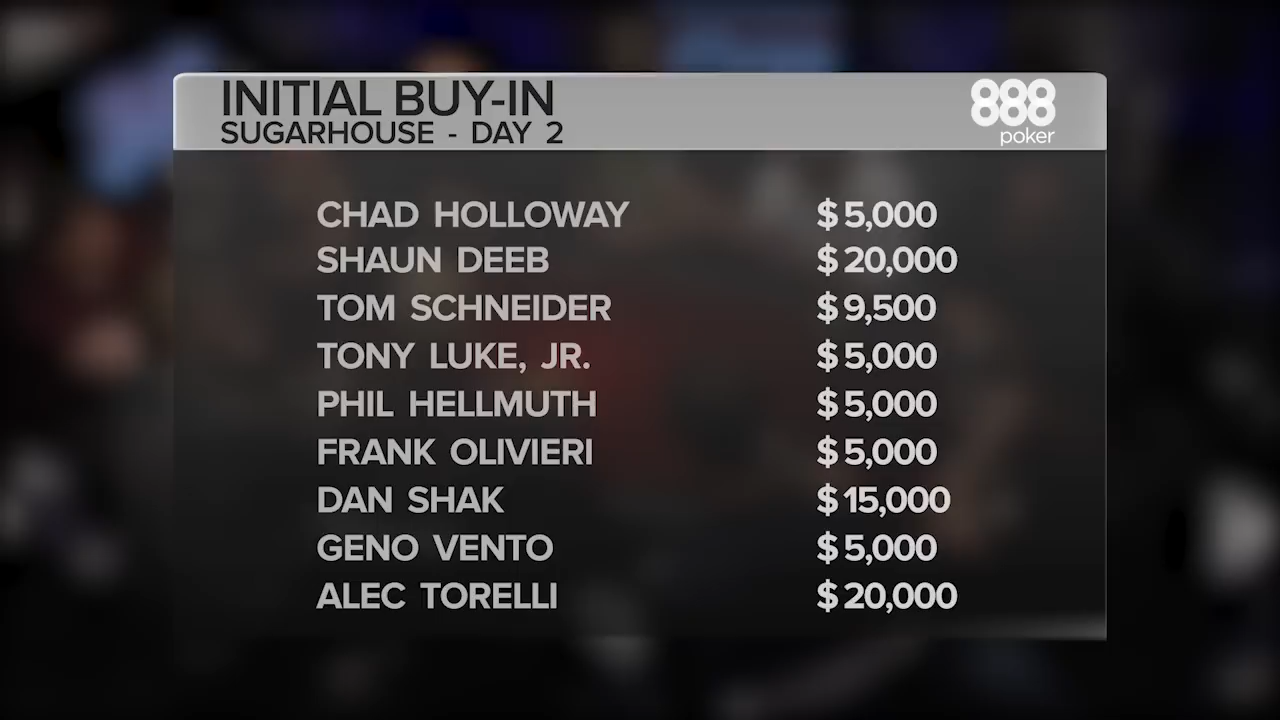 INITIAL BUY-IN
SUGARHOUSE - DAY 2
888
poker
CHAD HOLLOWAY $5,000
SHAUN DEEB $20,000
TOM SCHNEIDER $9,500
TONY LUKE, JR. $5,000
PHIL HELLMUTH $5,000
FRANK OLIVIERI $5,000
DAN SHAK $15,000
GENO VENTO $5,000
ALEC TORELLI $20,000